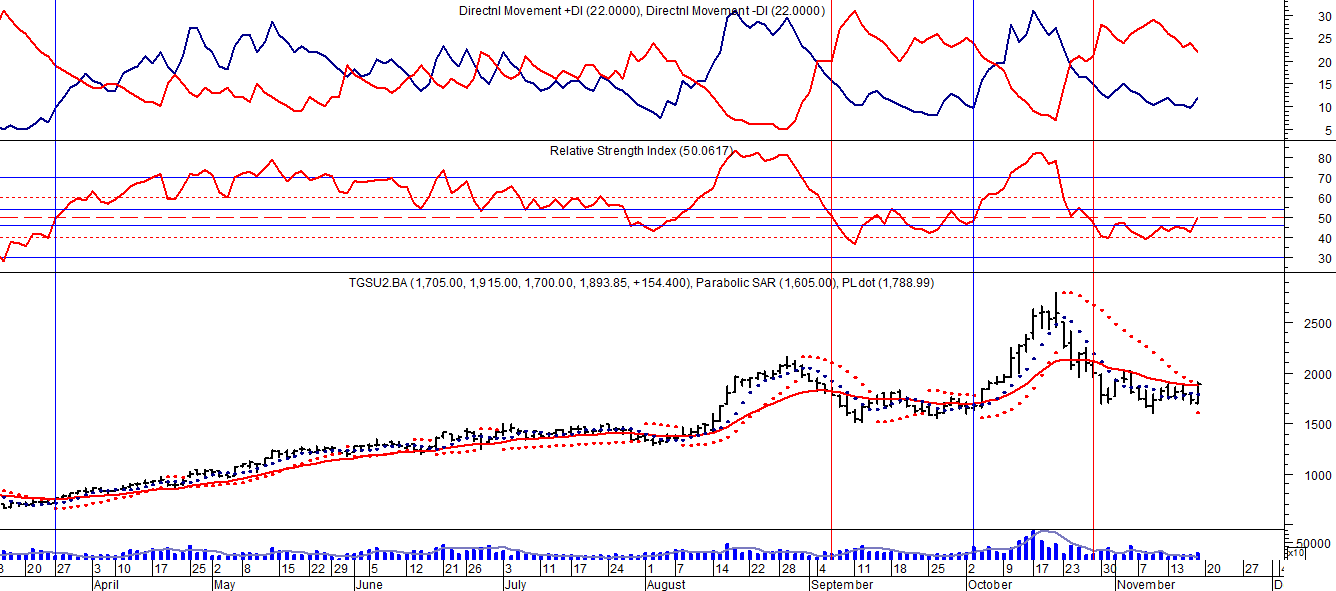 Directnl Movement +DI (22.0000), Directnl Movement -DI (22.0000)
30
25
20
15
10
5
Relative Strength Index (50.0617)
80
70
60
50
40
30
TGSU2.BA (1,705.00, 1,915.00, 1,700.00, 1,893.85, +154.400), Parabolic SAR (1,605.00), PLdot (1,788.99)
2500
2000
1500
1000
50000
x10
3 20 27 3 10 17 25 2 8 15 22 29 5 12 21 26 3 11 17 24 1 7 14 22 28 4 11 18 25 2 9 17 23 30 7 13 20 27 4
April May June July August September October November D